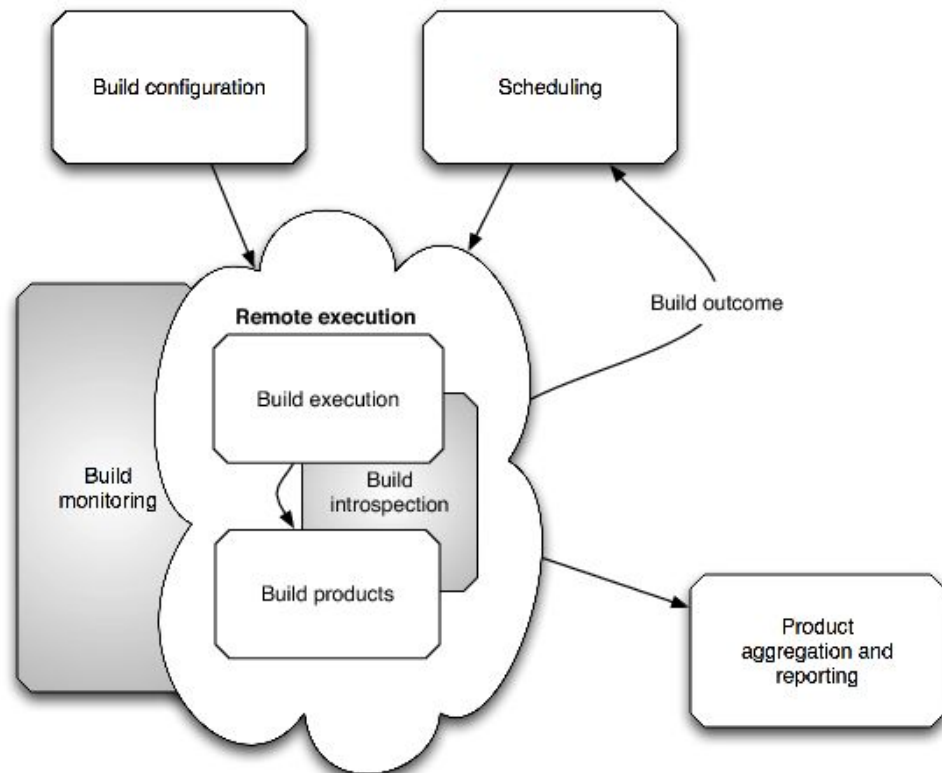 Build configuration
Scheduling
Build outcome
Remote execution
Build execution
Build
monitoring
Build
introspection
Build products
Product
aggregation and
reporting